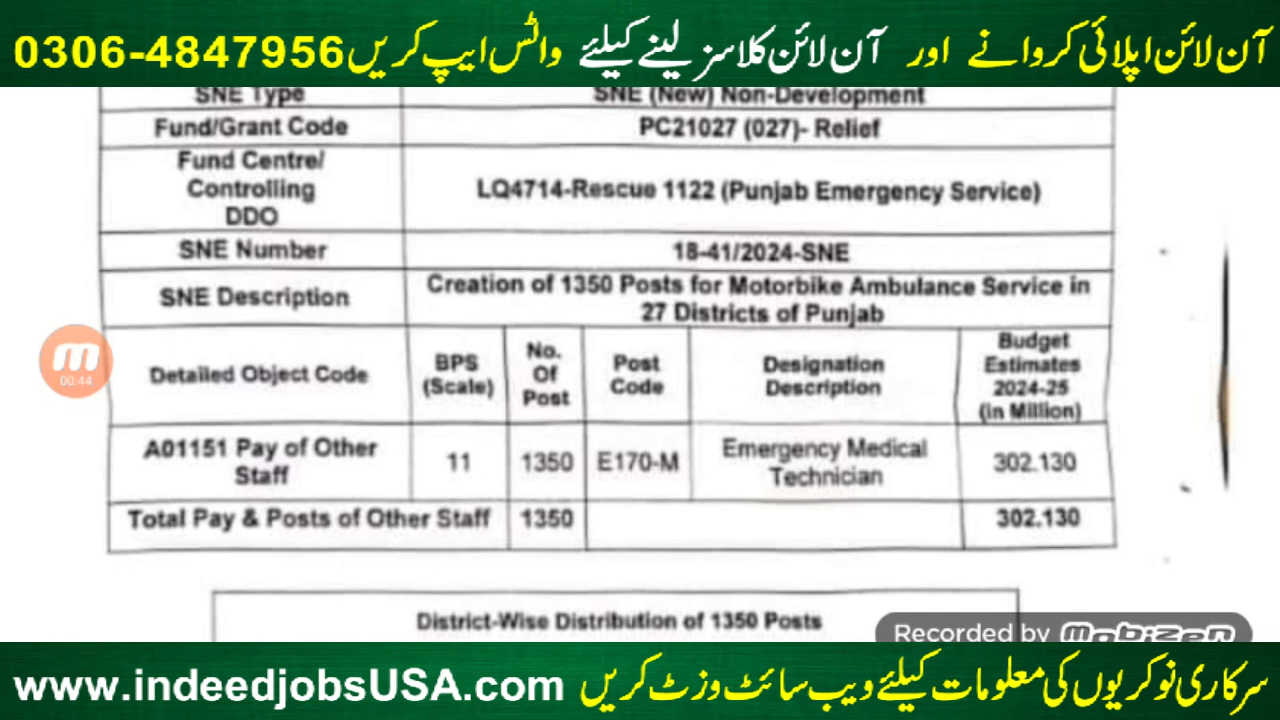 آن لائن اپلائی کروانے اور آن لائن کلاسز لینے کیلئے واٹس ایپ کریں 0306-4847956
SNE Type SNE (New) Non-Development
Fund/Grant Code PC21027 (027)- Relief
Fund Centre/
Controlling
DDO
LQ4714-Rescue 1122 (Punjab Emergency Service)
SNE Number 18-41/2024-SNE
SNE Description
Creation of 1350 Posts for Motorbike Ambulance Service in
27 Districts of Punjab
Detailed Object Code
BPS
(Scale)
No.
Of
Post
Post
Code
Designation
Description
Budget
Estimates
2024-25
(in Million)
A01151 Pay of Other
Staff
11
1350
E170-M
Emergency Medical
Technician
302.130
Total Pay & Posts of Other Staff 1350 302.130
District-Wise Distribution of 1350 Posts
00:44
Recorded by MOBIZEN
www.indeedjobsUSA.com سرکاری نوکریوں کی معلومات کیلئے ویب سائٹ وزٹ کریں